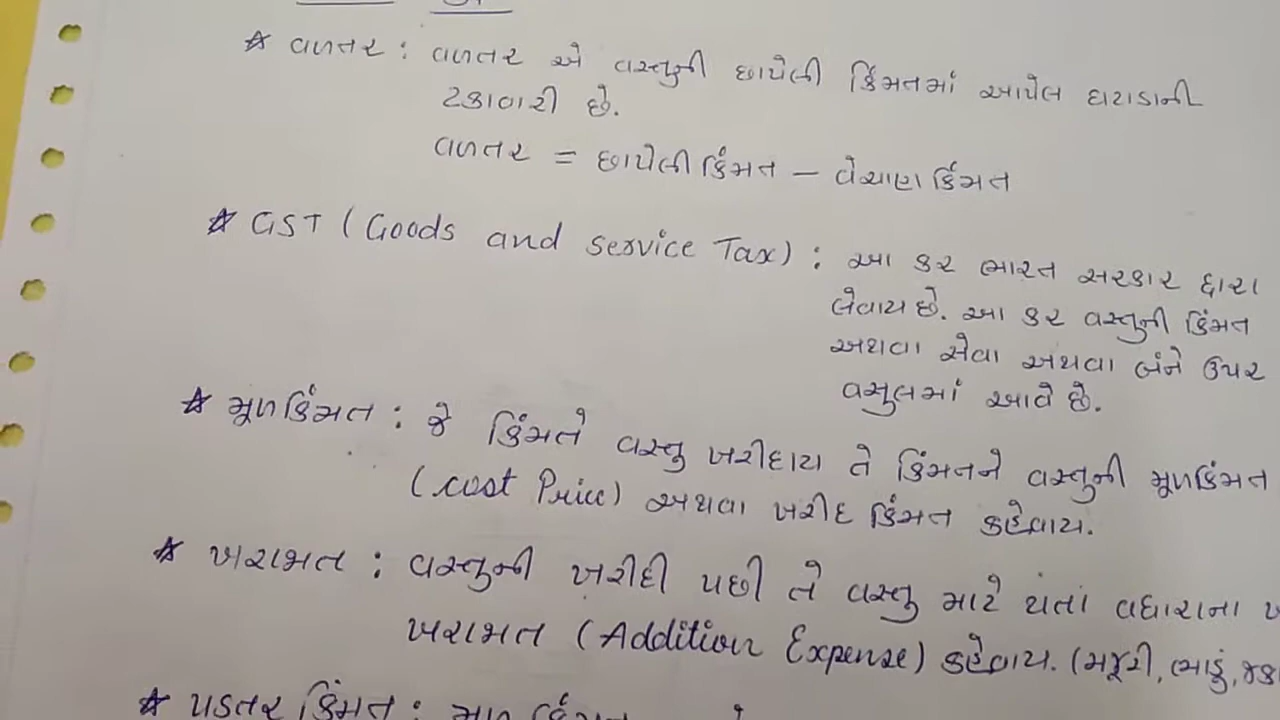 * વળતર : વળતર એ વસ્તુની છાપેલી કિંમતમાં આપેલ ઘટાડાની
ટકાવારી છે.
વળતર = છાપેલી કિંમત – વેચાણ કિંમત
* GST (Goods and service Tax) : આ કર ભારત સરકાર દ્વારા
લેવાય છે. આ કર વસ્તુની કિંમત
અથવા સેવા અથવા બંને ઉપર
વસુલમાં આવે છે.
* મૂળકિંમત : જે કિંમતે વસ્તુ ખરીદાય તે કિંમતને વસ્તુની મૂળકિંમત
(cost Price) અથવા ખરીદ કિંમત કહેવાય.
* ખરાજાત : વસ્તુની ખરીદી પછી તે વસ્તુ માટે થતાં વધારાના
ખરાજાત (Addition Expense) કહેવાય. (મજૂરી, ભાડું,
* પડતર કિંમત :